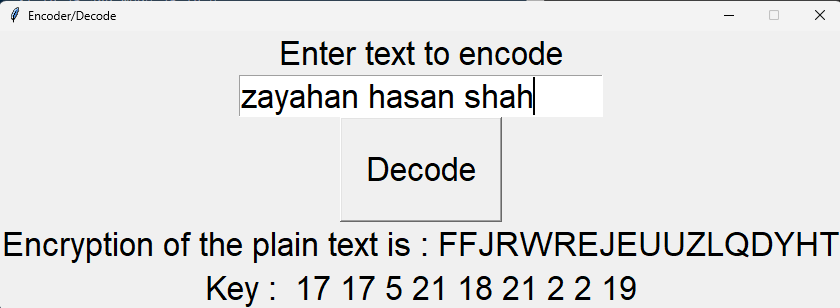 Encoder/Decode
Enter text to encode
zayahan hasan shah
Decode
Encryption of the plain text is : FFJRWREJEUUZLQDYHT
Key :  17 17 5 21 18 21 2 2 19